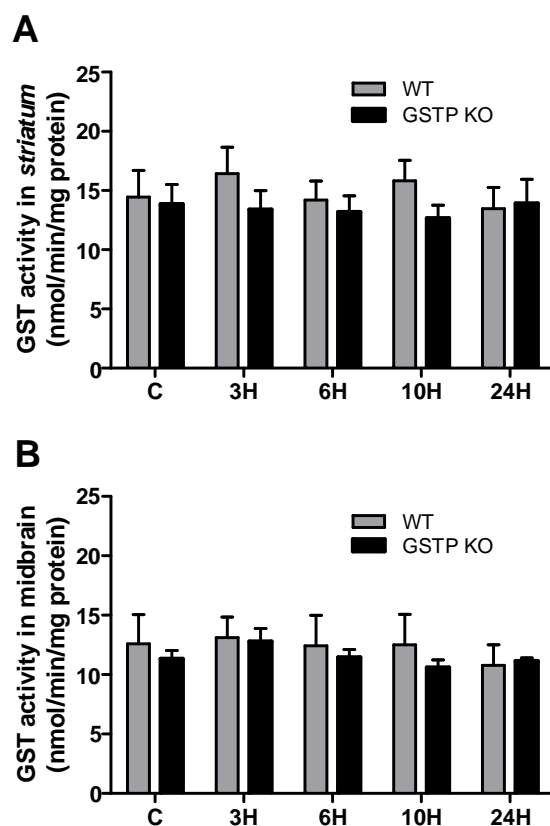 A
GST activity in striatum
(nmol/min/mg protein)
25
20
15
10
5
0
WT
GSTP KO
C 3H 6H 10H 24H
B
GST activity in midbrain
(nmol/min/mg protein)
25
20
15
10
5
0
WT
GSTP KO
C 3H 6H 10H 24H